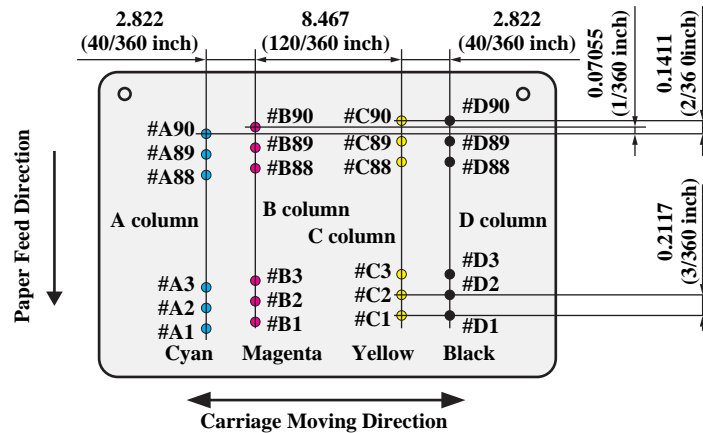 2.822 8.467 2.822
(40/360 inch) (120/360 inch) (40/360 inch)
0.07055
(1/360 inch)
0.1411
(2/36 0inch)
#A90 #B90 #C90 #D90
#A89 #B89 #C89 #D89
#A88 #B88 #C88 #D88
A column
B column
C column
D column
Paper Feed Direction
0.2117
(3/360 inch)
#A3 #B3 #C3 #D3
#A2 #B2 #C2 #D2
#A1 #B1 #C1 #D1
Cyan Magenta Yellow Black
Carriage Moving Direction